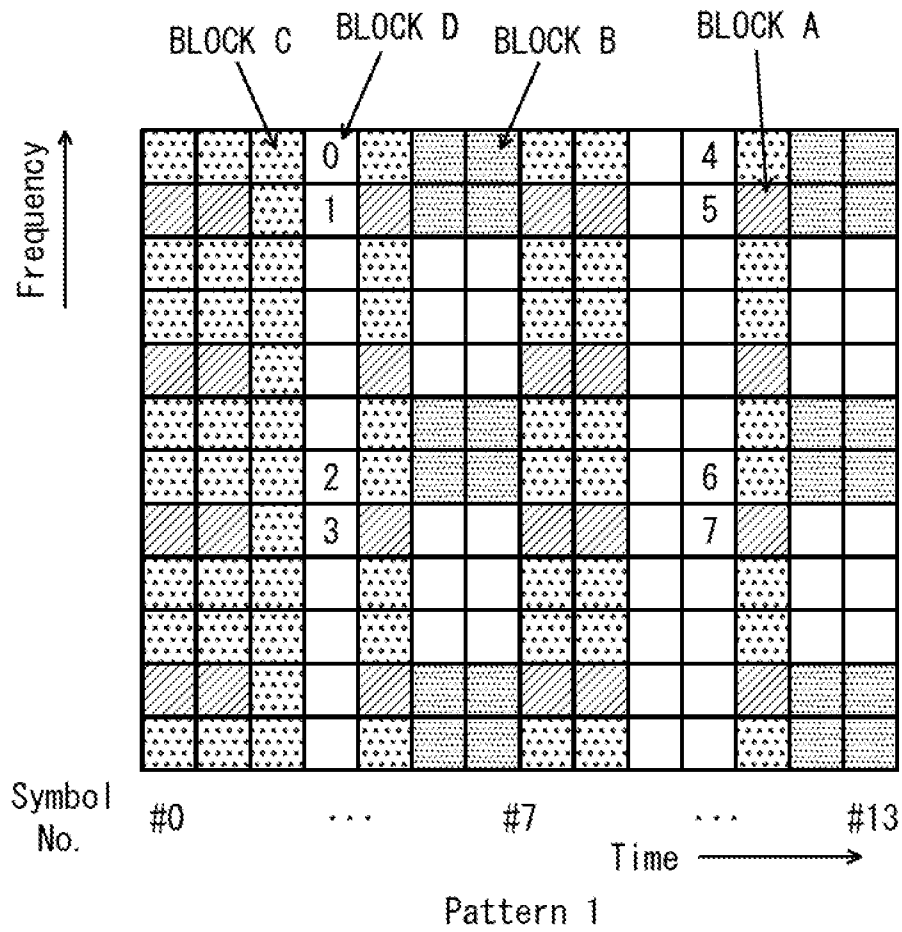 BLOCK C
BLOCK D
BLOCK B
BLOCK A
Frequency
0 4
1 5
2 6
3 7
Symbol
No.
#0 ... #7 ... #13
Time
Pattern 1